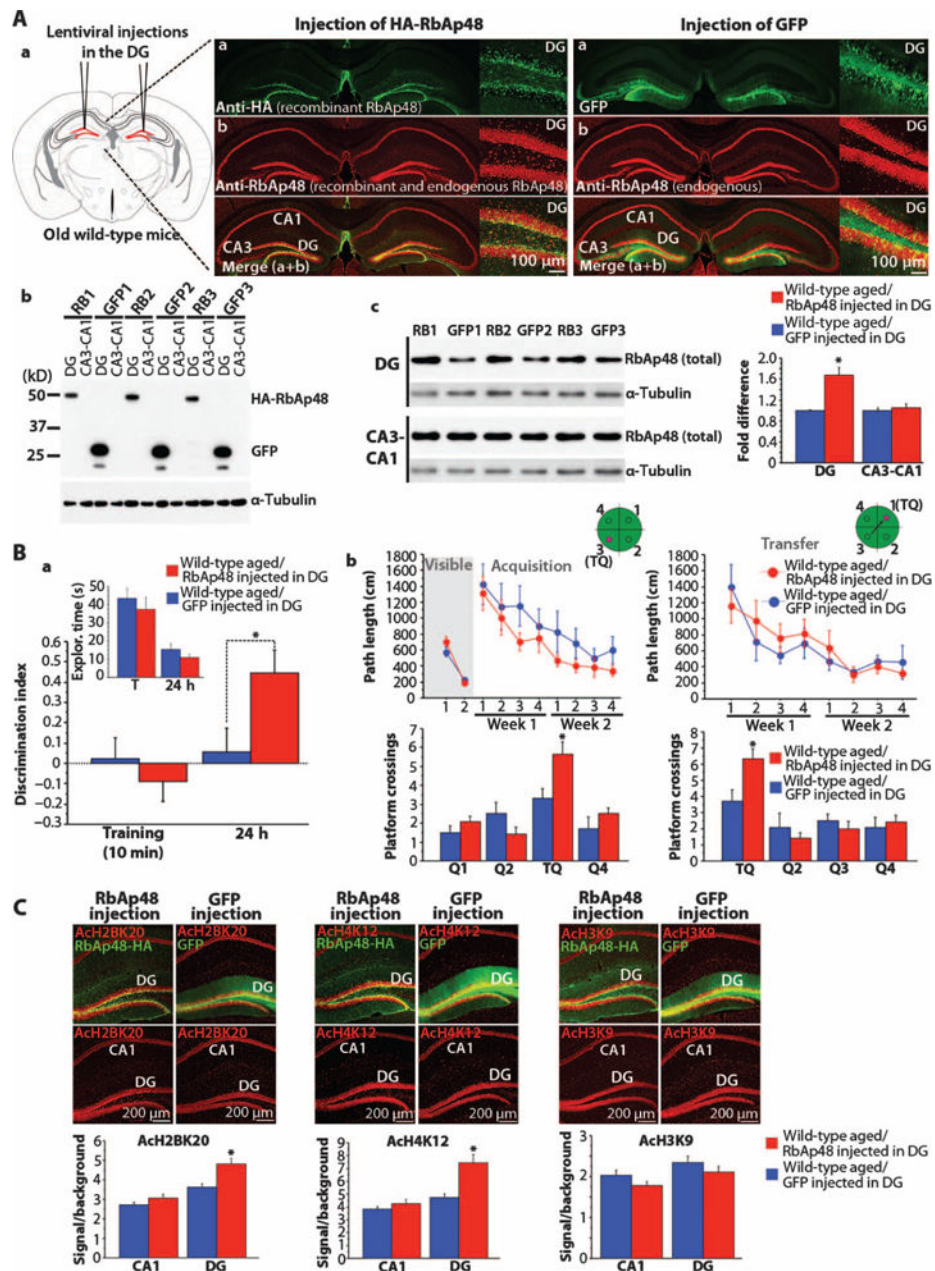 A
a
Lentiviral injections
in the DG
Old wild-type mice
Injection of HA-RbAp48
a
DG
Anti-HA (recombinant RbAp48)
b
DG
Anti-RbAp48 (recombinant and endogenous RbAp48)
CA1
DG
CA3
DG
Merge (a+b)
100 µm
Injection of GFP
a
DG
GFP
b
DG
Anti-RbAp48 (endogenous)
CA1
DG
CA3
DG
Merge (a+b)
100 µm
b
RB1 GFP1 RB2 GFP2 RB3 GFP3
DG CA3-CA1 DG CA3-CA1 DG CA3-CA1 DG CA3-CA1 DG CA3-CA1 DG CA3-CA1
(kD)
50
37
25
HA-RbAp48
GFP
α-Tubulin
c
RB1 GFP1 RB2 GFP2 RB3 GFP3
DG
RbAp48 (total)
α-Tubulin
CA3-
CA1
RbAp48 (total)
α-Tubulin
Wild-type aged/
RbAp48 injected in DG
Wild-type aged/
GFP injected in DG
Fold difference
2.0
1.6
1.2
0.8
0.4
0
*
DG CA3-CA1
B
a
Explor. time (s)
50
40
30
20
10
0
T 24 h
Wild-type aged/
RbAp48 injected in DG
Wild-type aged/
GFP injected in DG
*
Discrimination index
0.5
0.4
0.3
0.2
0.1
0
−0.1
−0.2
−0.3
Training
(10 min)
24 h
b
4 1
3 2
(TQ)
Visible Acquisition
Path length (cm)
1800
1600
1400
1200
1000
800
600
400
200
0
1 2 1 2 3 4 1 2 3 4
Week 1 Week 2
4 1(TQ)
3 2
Transfer
Wild-type aged/
RbAp48 injected in DG
Wild-type aged/
GFP injected in DG
Path length (cm)
1800
1600
1400
1200
1000
800
600
400
200
0
1 2 3 4 1 2 3 4
Week 1 Week 2
Platform crossings
7
6
5
4
3
2
1
0
*
Q1 Q2 TQ Q4
Platform crossings
8
7
6
5
4
3
2
1
0
*
Wild-type aged/
RbAp48 injected in DG
Wild-type aged/
GFP injected in DG
TQ Q2 Q3 Q4
C
RbAp48
injection
GFP
injection
AcH2BK20
RbAp48-HA
DG
AcH2BK20
GFP
DG
AcH2BK20
CA1
DG
200 µm
AcH2BK20
CA1
DG
200 µm
RbAp48
injection
GFP
injection
AcH4K12
RbAp48-HA
DG
AcH4K12
GFP
DG
AcH4K12
CA1
DG
200 µm
AcH4K12
CA1
DG
200 µm
RbAp48
injection
GFP
injection
AcH3K9
RbAp48-HA
DG
AcH3K9
GFP
DG
AcH3K9
CA1
DG
200 µm
AcH3K9
CA1
DG
200 µm
AcH2BK20
Signal/background
6
5
4
3
2
1
0
*
CA1 DG
AcH4K12
Signal/background
9
8
7
6
5
4
3
2
1
0
*
CA1 DG
AcH3K9
Signal/background
3
2
1
0
CA1 DG
Wild-type aged/
RbAp48 injected in DG
Wild-type aged/
GFP injected in DG